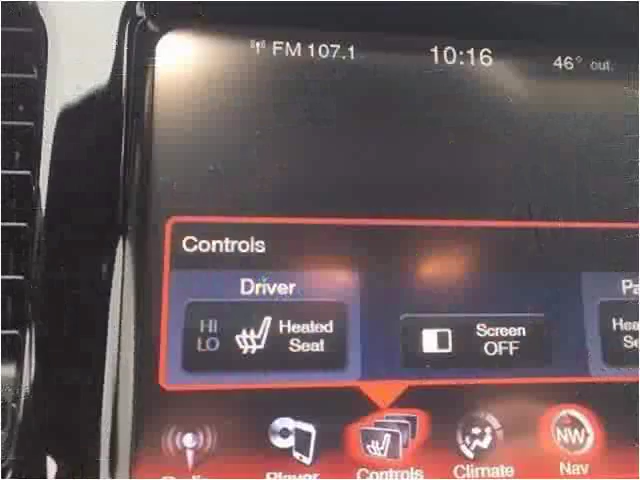 FM 107.1 10:16 46° out.
Controls
Driver
HI
LO
Heated
Seat
Screen
OFF
NW
Player Controls Climate Nav